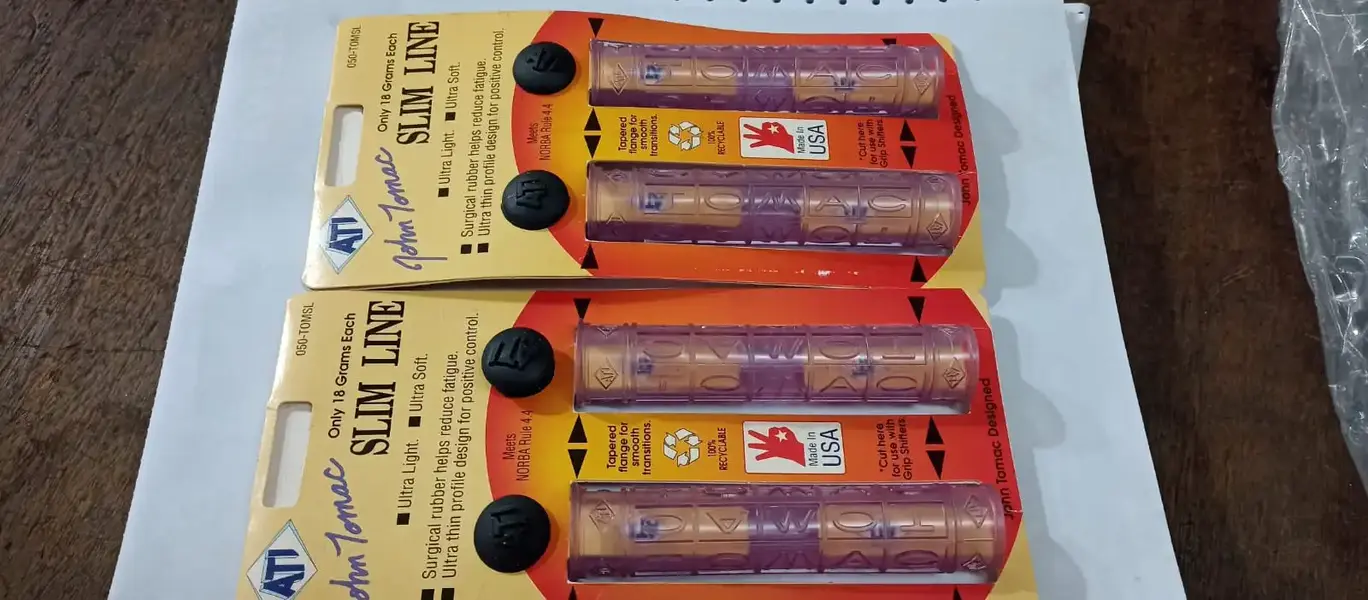 050-TOMSL
Only 18 Grams Each
SLIM LINE
■ Ultra Light. ■ Ultra Soft.
■ Surgical rubber helps reduce fatigue.
■ Ultra thin profile design for positive control.
ATI
John Tomac
Meets
NORBA Rule 4.4
ATI
Tapered
flange for
smooth
transitions.
100%
RECYCLABLE
Made In
USA
*Cut here
for use with
Grip Shifters
John Tomac Designed
TOMAC
TOMAC
050-TOMSL
Only 18 Grams Each
SLIM LINE
■ Ultra Light. ■ Ultra Soft.
■ Surgical rubber helps reduce fatigue.
■ Ultra thin profile design for positive control.
ATI
John Tomac
Meets
NORBA Rule 4.4
ATI
Tapered
flange for
smooth
transitions.
100%
RECYCLABLE
Made In
USA
*Cut here
for use with
Grip Shifters
John Tomac Designed
TOMAC
TOMAC